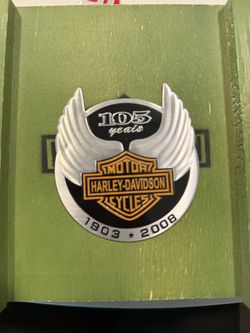 105
years
MOTOR
HARLEY-DAVIDSON
CYCLES
1903 ★ 2008